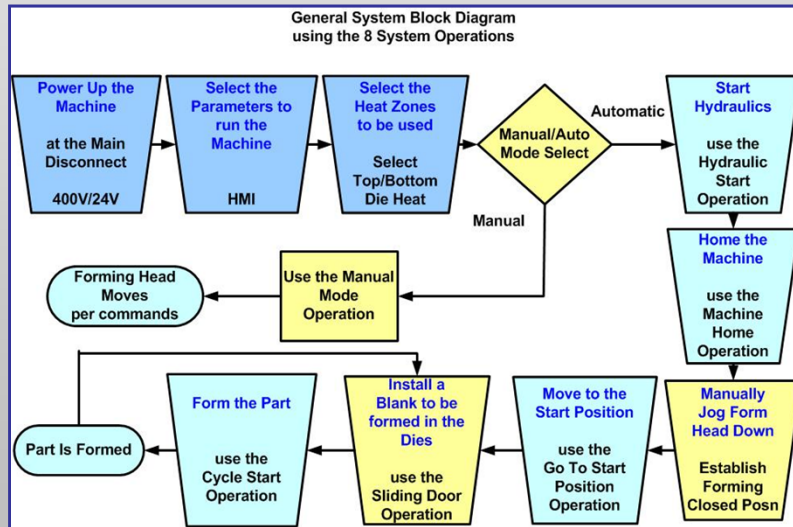 General System Block Diagram
using the 8 System Operations
Power Up the
Machine
at the Main
Disconnect
400V/24V
Select the
Parameters to
run the
Machine
HMI
Select the
Heat Zones
to be used
Select
Top/Bottom
Die Heat
Manual/Auto
Mode Select
Automatic
Manual
Start
Hydraulics
use the
Hydraulic
Start
Operation
Home the
Machine
use the
Machine
Home
Operation
Use the Manual
Mode
Operation
Forming Head
Moves
per commands
Manually
Jog Form
Head Down
Establish
Forming
Closed Posn
Move to the
Start Position
use the
Go To Start
Position
Operation
Install a
Blank to be
formed in the
Dies
use the
Sliding Door
Operation
Form the Part
use the
Cycle Start
Operation
Part Is Formed